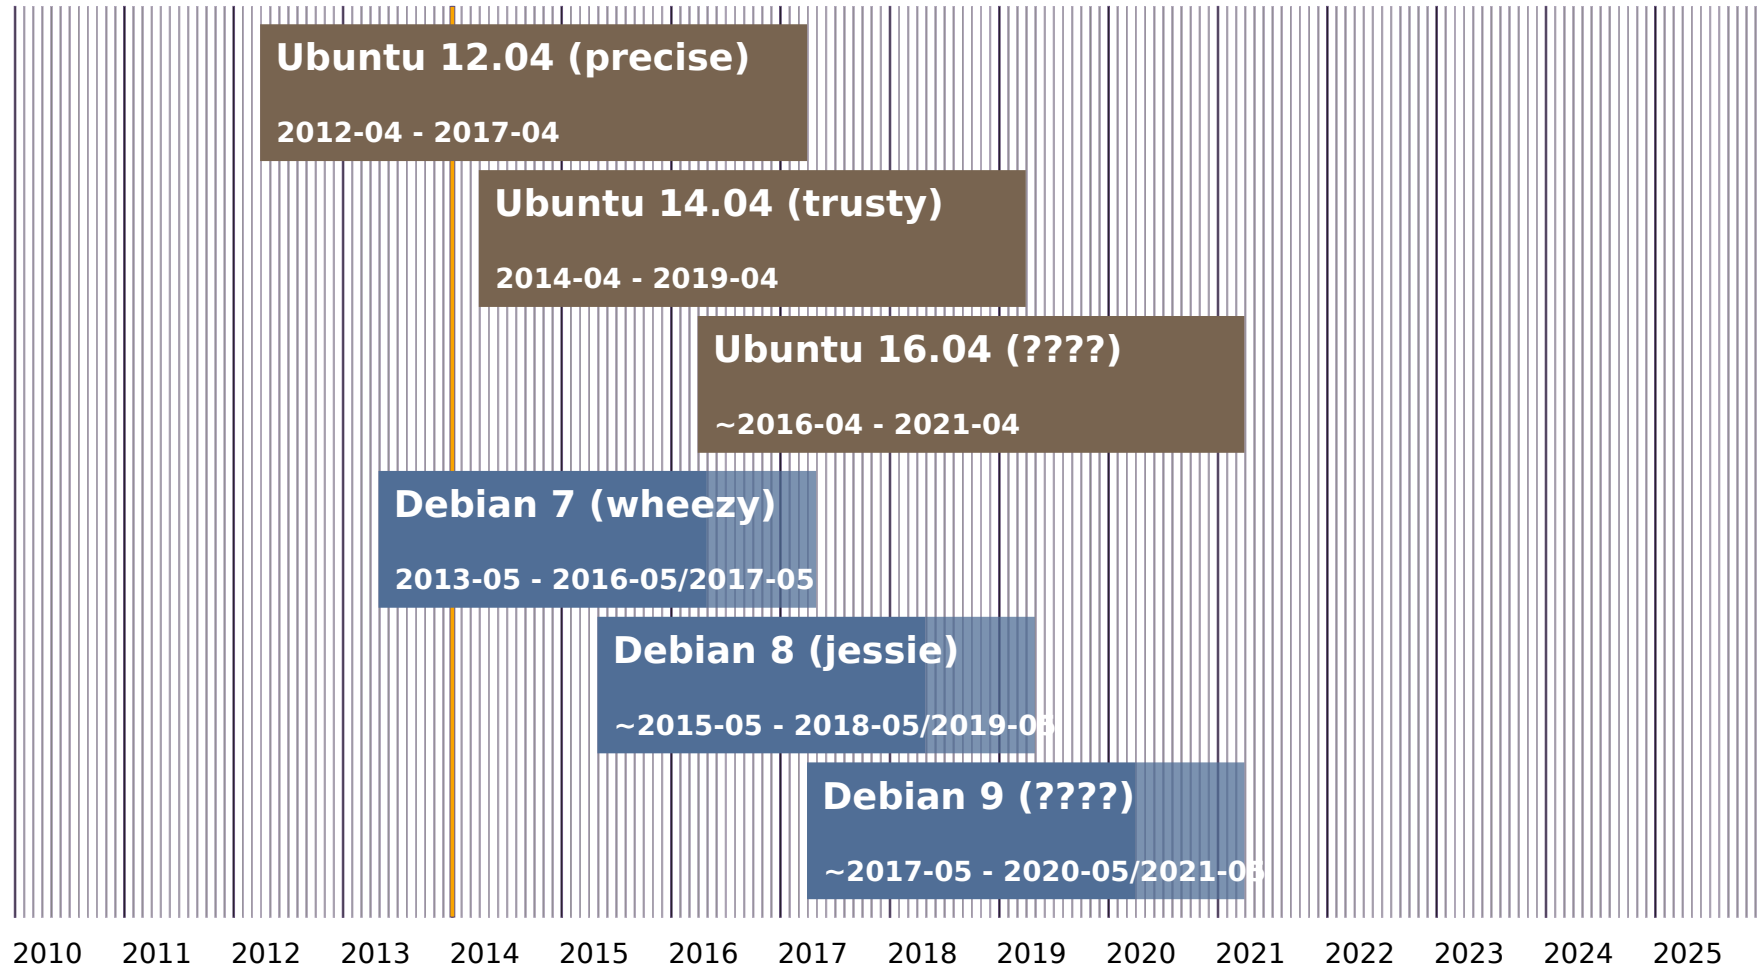 Ubuntu 12.04 (precise)
2012-04 - 2017-04
Ubuntu 14.04 (trusty)
2014-04 - 2019-04
Ubuntu 16.04 (????)
~2016-04 - 2021-04
Debian 7 (wheezy)
2013-05 - 2016-05/2017-05
Debian 8 (jessie)
~2015-05 - 2018-05/2019-05
Debian 9 (????)
~2017-05 - 2020-05/2021-05
2010 2011 2012 2013 2014 2015 2016 2017 2018 2019 2020 2021 2022 2023 2024 2025